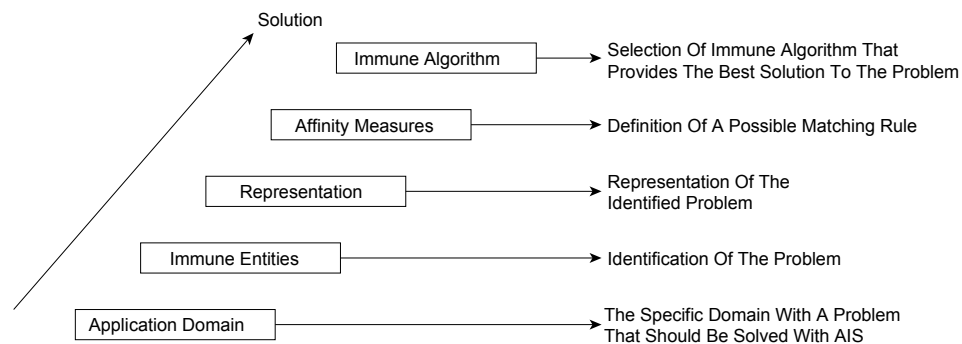 Solution
Immune Algorithm
Selection Of Immune Algorithm That
Provides The Best Solution To The Problem
Affinity Measures
Definition Of A Possible Matching Rule
Representation
Representation Of The
Identified Problem
Immune Entities
Identification Of The Problem
Application Domain
The Specific Domain With A Problem
That Should Be Solved With AIS